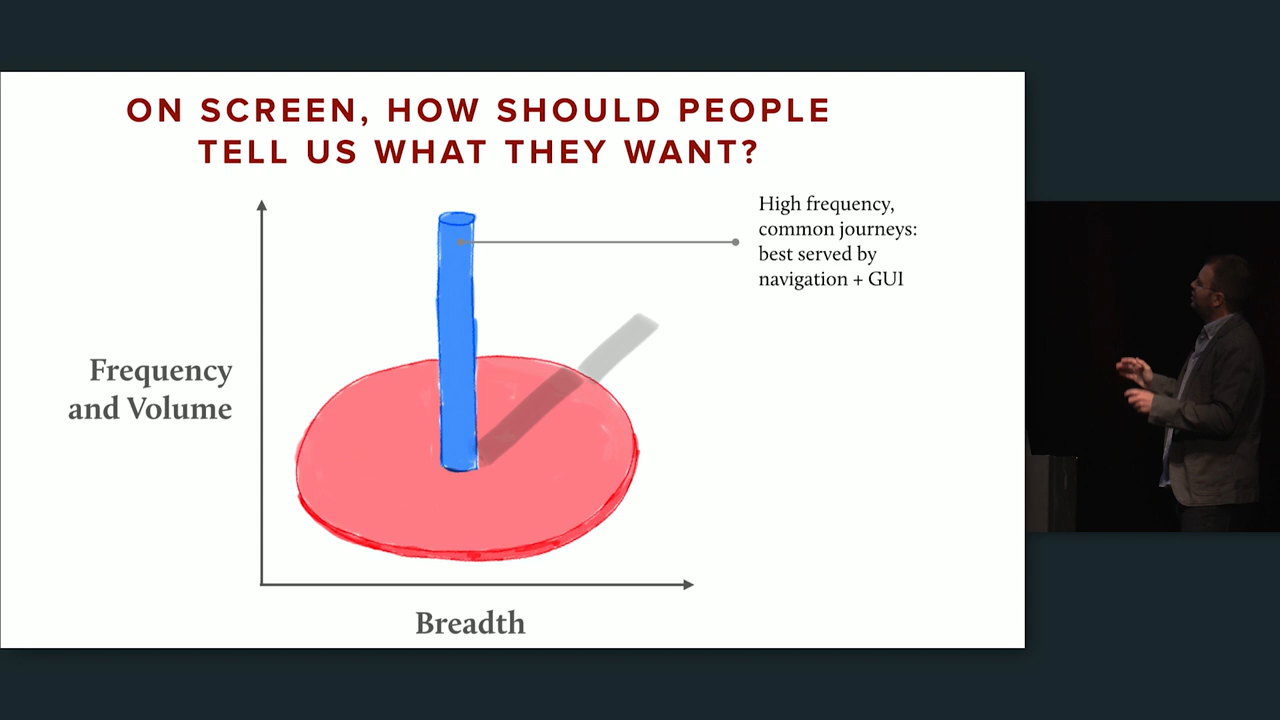 ON SCREEN, HOW SHOULD PEOPLE
TELL US WHAT THEY WANT?
High frequency,
common journeys:
best served by
navigation + GUI
Frequency
and Volume
Breadth